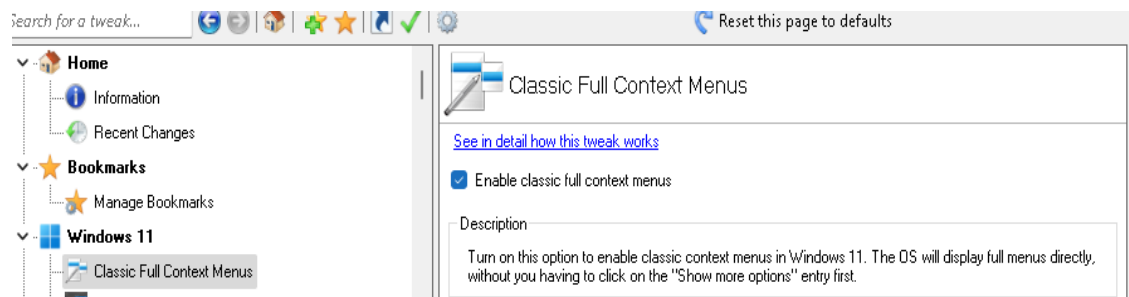 Search for a tweak...
Reset this page to defaults
Home
Information
Recent Changes
Bookmarks
Manage Bookmarks
Windows 11
Classic Full Context Menus
Classic Full Context Menus
See in detail how this tweak works
Enable classic full context menus
Description
Turn on this option to enable classic context menus in Windows 11. The OS will display full menus directly,
without you having to click on the "Show more options" entry first.